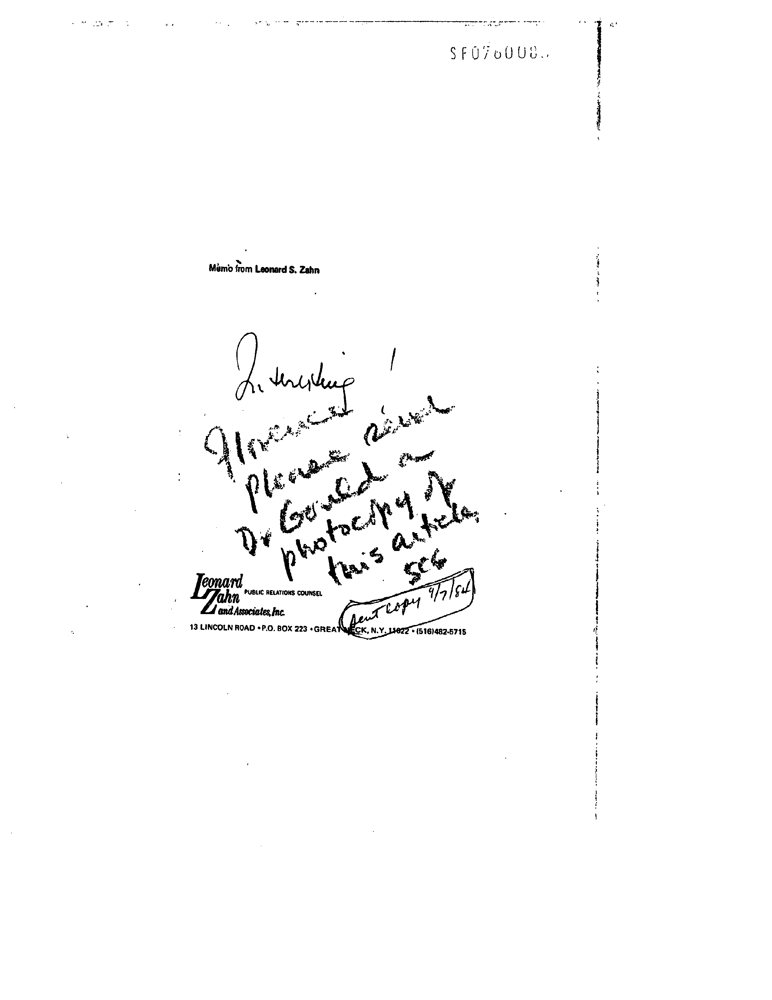 Memo from Leonard S. Zahn
Interesting!
Florence
Please send
Dr Gould a
photocopy of
this article.
Leonard
Zahn PUBLIC RELATIONS COUNSEL
and Associates, Inc.
sent copy 9/7/84
13 LINCOLN ROAD • P.O. BOX 223 • GREAT NECK, N.Y. 11022 • (516)482-5715